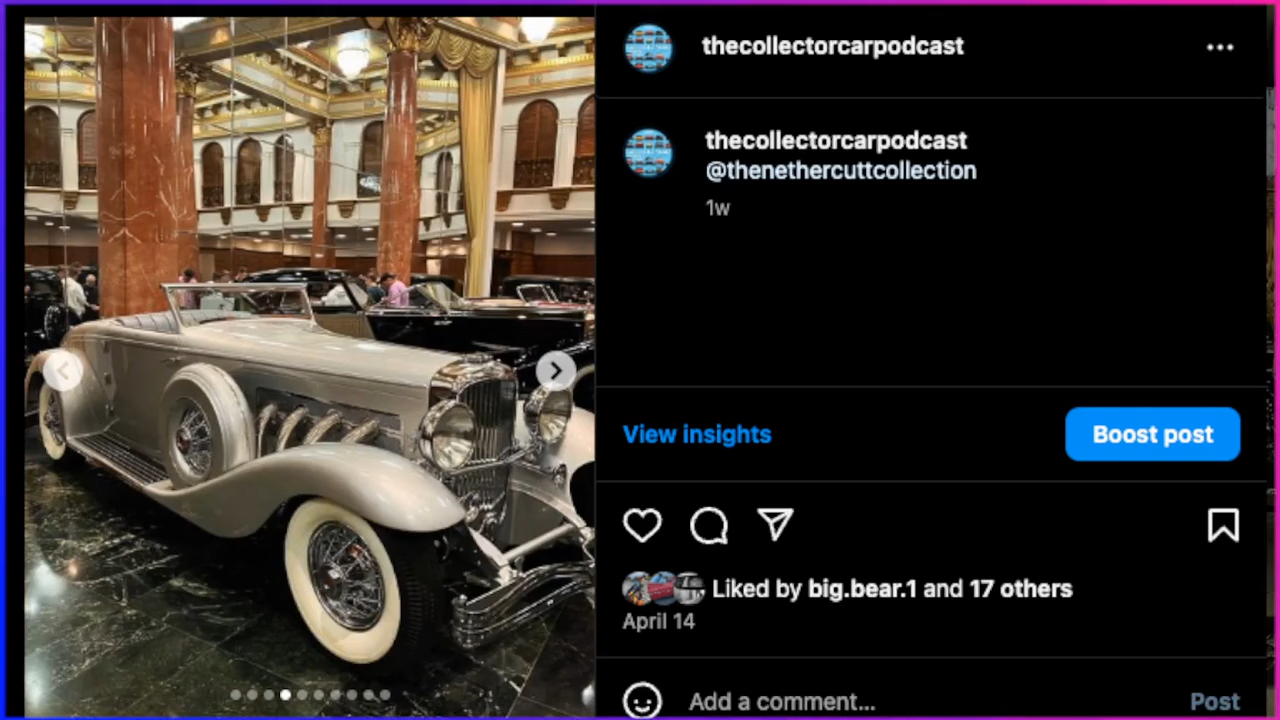 thecollectorcarpodcast
thecollectorcarpodcast
@thenethercuttcollection
1w
View insights
Boost post
Liked by big.bear.1 and 17 others
April 14
Add a comment...
Post